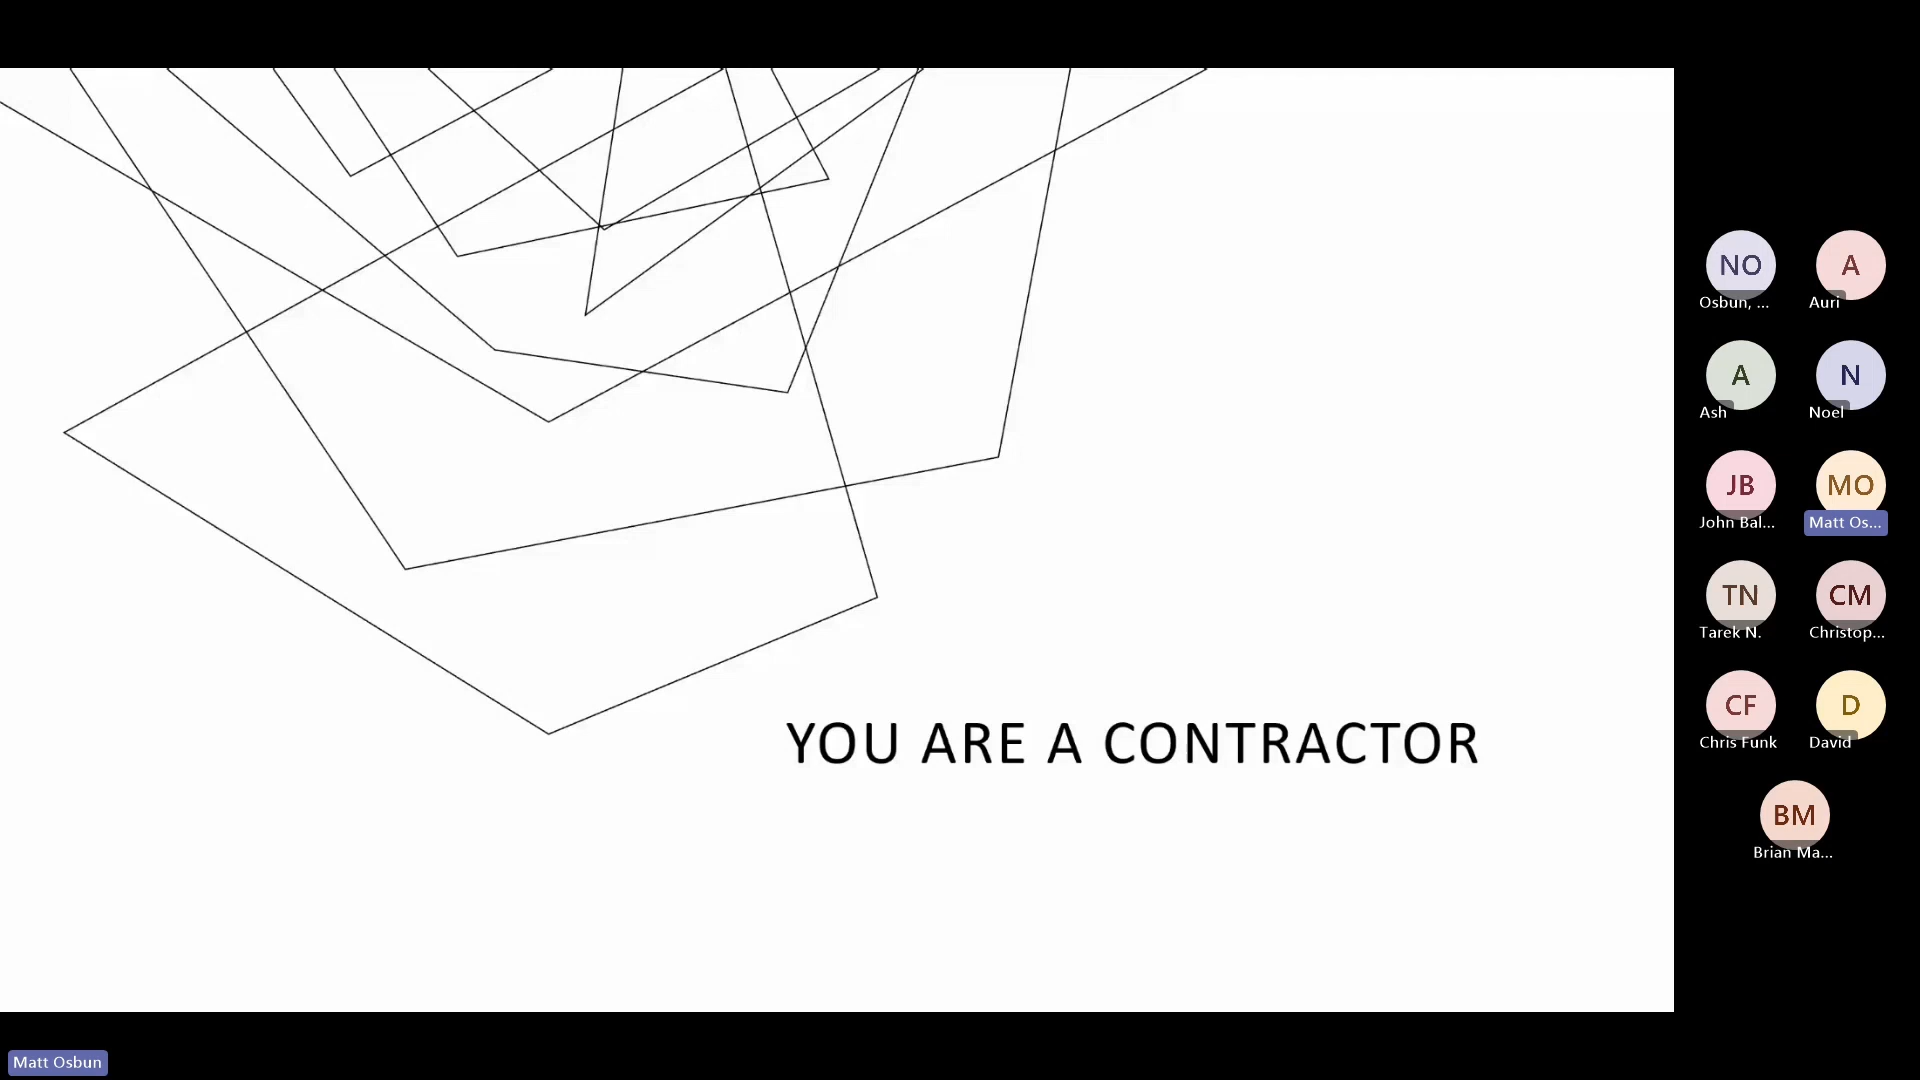 YOU ARE A CONTRACTOR
NO
Osbun, ...
A
Auri
A
Ash
N
Noel
JB
John Bal...
MO
Matt Os...
TN
Tarek N.
CM
Christop...
CF
Chris Funk
D
David
BM
Brian Ma...
Matt Osbun